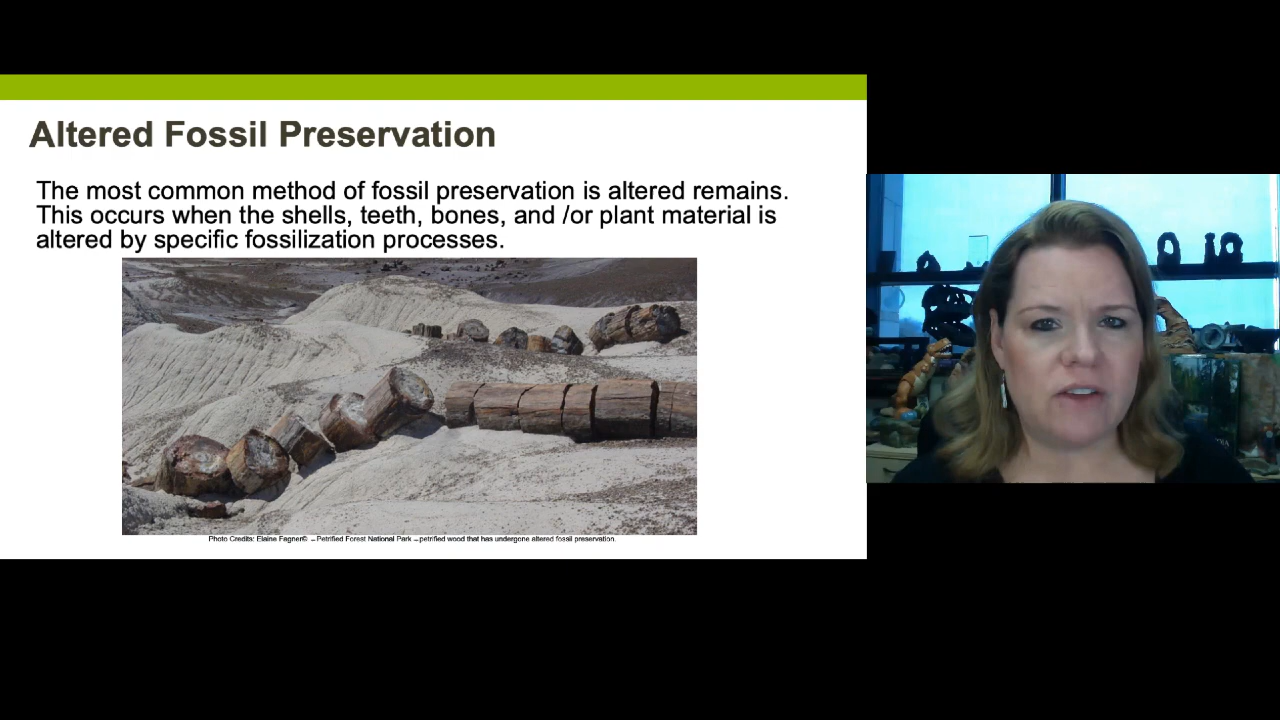 Altered Fossil Preservation
The most common method of fossil preservation is altered remains.
This occurs when the shells, teeth, bones, and /or plant material is
altered by specific fossilization processes.
Photo Credits: Elaine Fagner© – Petrified Forest National Park – petrified wood that has undergone altered fossil preservation.